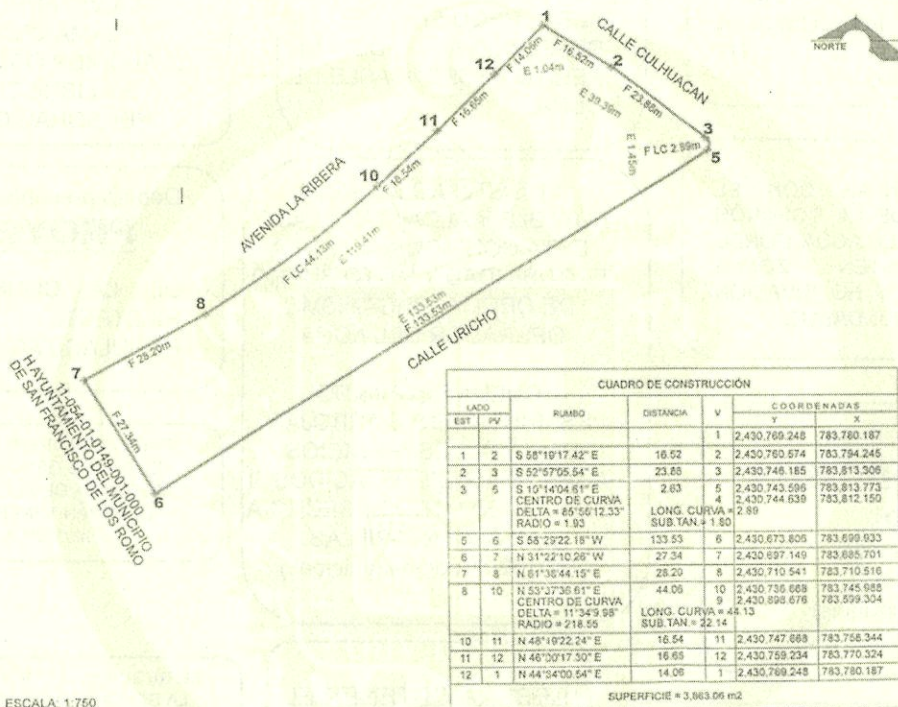 NORTE
1
CALLE CULHUACAN
F 14.06m
F 16.52m
2
12
E 1.04m
F 23.88m
F 16.65m
E 39.39m
11
3
F LC 2.89m
5
E 1.45m
10
F 16.54m
AVENIDA LA RIBERA
F LC 44.13m
E 119.41m
8
E 133.53m
F 133.53m
CALLE URICHO
F 28.20m
7
F 27.34m
11-054-01-0149-001-000
H AYUNTAMIENTO DEL MUNICIPIO
DE SAN FRANCISCO DE LOS ROMO
6
CUADRO DE CONSTRUCCIÓN
LADO RUMBO DISTANCIA V COORDENADAS
EST PV Y X
1 2,430,769.248 783,780.187
1 2 S 58°19'17.42" E 16.52 2 2,430,760.574 783,794.245
2 3 S 52°57'05.54" E 23.88 3 2,430,746.185 783,813.306
3 5 S 10°14'04.61" E 2.63 5 2,430,743.596 783,813.773
CENTRO DE CURVA 4 2,430,744.639 783,812.150
DELTA = 85°56'12.33" LONG. CURVA = 2.89
RADIO = 1.93 SUB.TAN.= 1.80
5 6 S 58°29'22.18" W 133.53 6 2,430,673.806 783,699.933
6 7 N 31°22'10.26" W 27.34 7 2,430,697.149 783,685.701
7 8 N 61°38'44.15" E 28.20 8 2,430,710.541 783,710.516
8 10 N 53°37'36.61" E 44.06 10 2,430,736.668 783,745.988
CENTRO DE CURVA 9 2,430,898.676 783,599.304
DELTA = 11°34'9.98" LONG. CURVA = 44.13
RADIO = 218.55 SUB.TAN.= 22.14
10 11 N 48°19'22.24" E 16.54 11 2,430,747.668 783,758.344
11 12 N 46°00'17.30" E 16.65 12 2,430,759.234 783,770.324
12 1 N 44°34'00.54" E 14.06 1 2,430,769.248 783,780.187
SUPERFICIE = 3,863.06 m2
ESCALA: 1:750